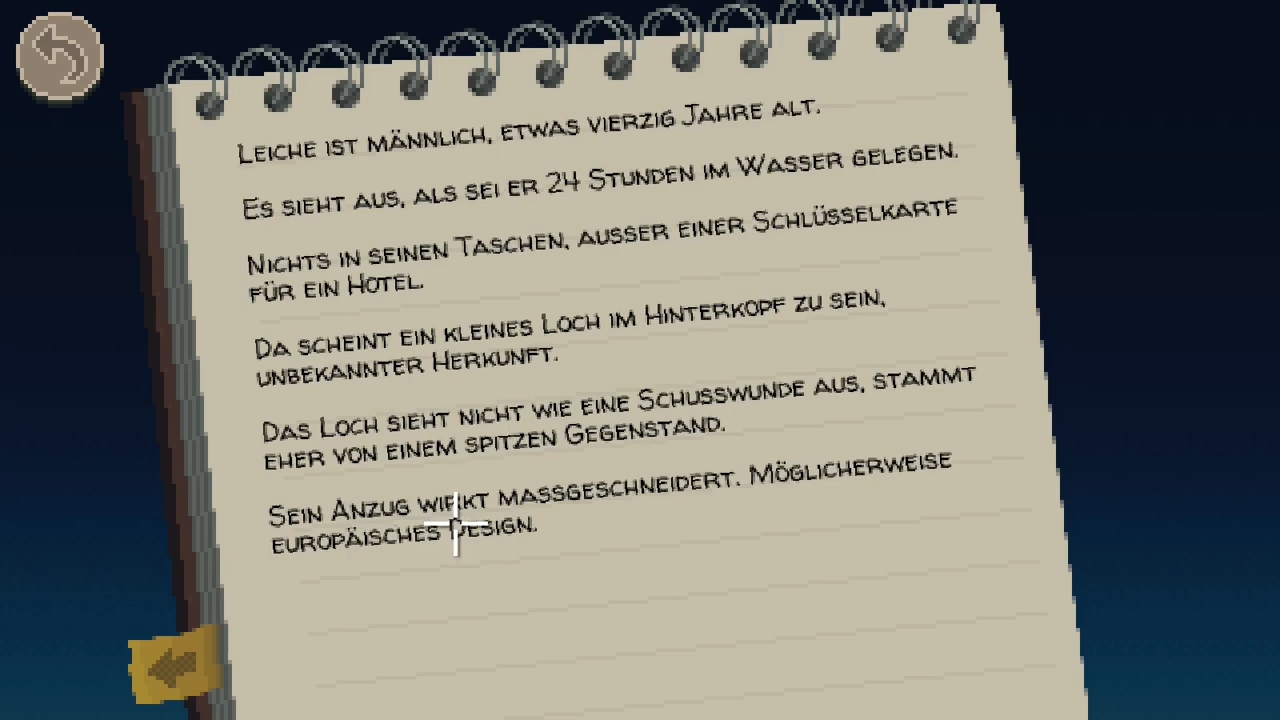 Leiche ist männlich, etwas vierzig Jahre alt.
Es sieht aus, als sei er 24 Stunden im Wasser gelegen.
Nichts in seinen Taschen, ausser einer Schlüsselkarte
für ein Hotel.
Da scheint ein kleines Loch im Hinterkopf zu sein,
unbekannter Herkunft.
Das Loch sieht nicht wie eine Schusswunde aus, stammt
eher von einem spitzen Gegenstand.
Sein Anzug wirkt massgeschneidert. Möglicherweise
europäisches Design.